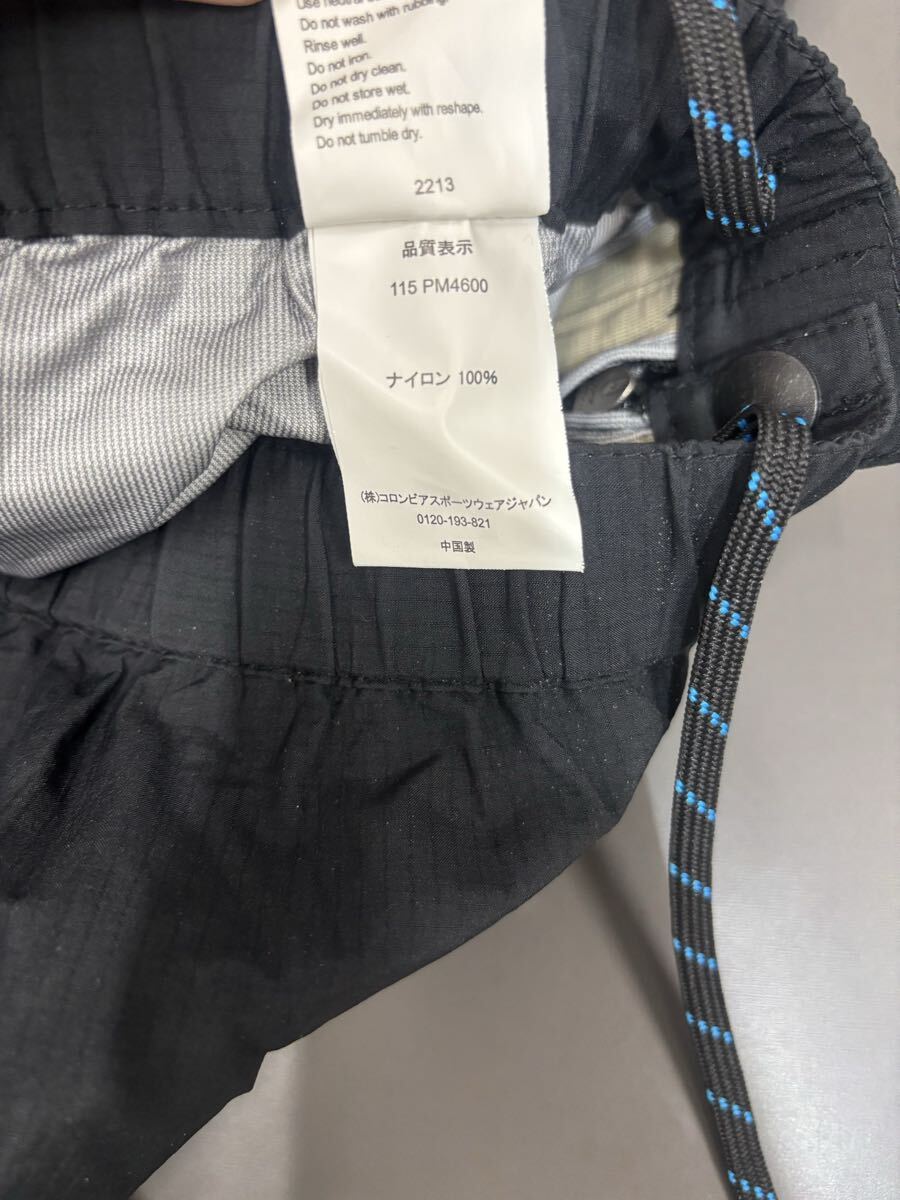 Do not wash with rubbing.
Rinse well.
Do not iron.
Do not dry clean.
Do not store wet.
Dry immediately with reshape.
Do not tumble dry.
2213
品質表示
115 PM4600
ナイロン 100%
(株)コロンビアスポーツウェアジャパン
0120-193-821
中国製